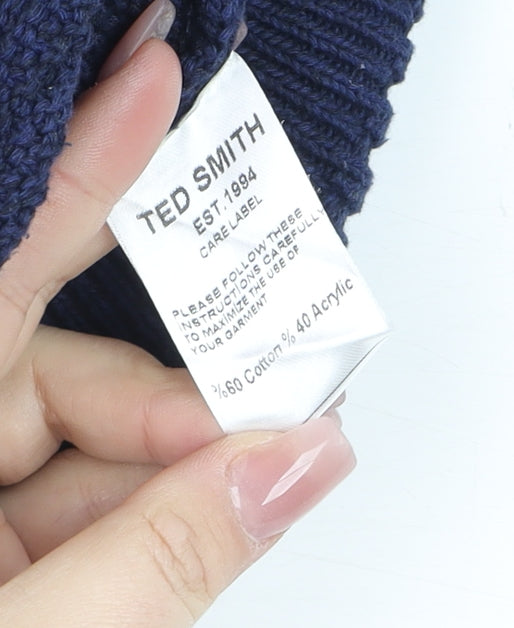 TED SMITH
EST.1994
CARE LABEL
PLEASE FOLLOW THESE
INSTRUCTIONS CAREFULLY
TO MAXIMIZE THE USE OF
YOUR GARMENT
%60 Cotton % 40 Acrylic